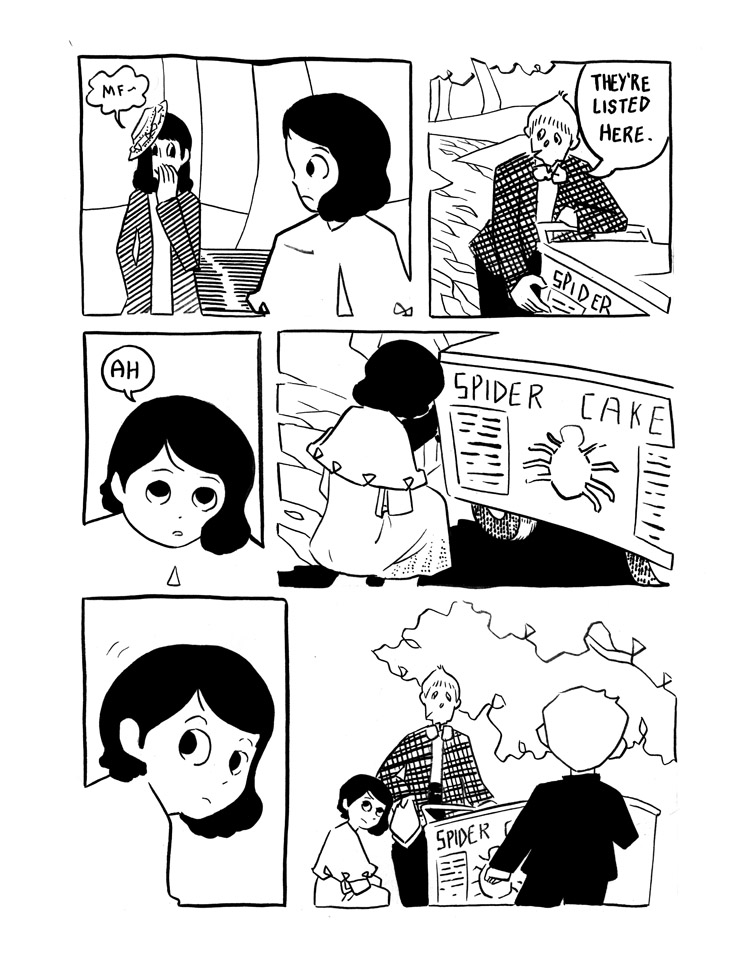 MF~
THEY'RE
LISTED
HERE.
SPIDER
AH
SPIDER CAKE
SPIDER C